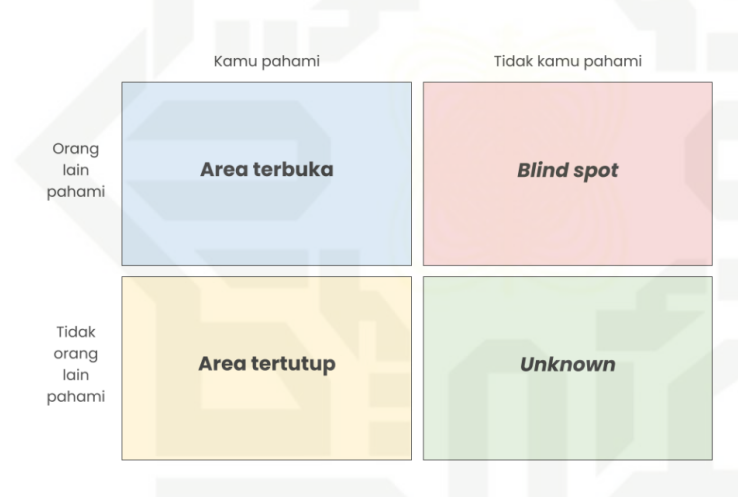 Kamu pahami
Tidak kamu pahami
Orang
lain
pahami
Area terbuka
Blind spot
Tidak
orang
lain
pahami
Area tertutup
Unknown